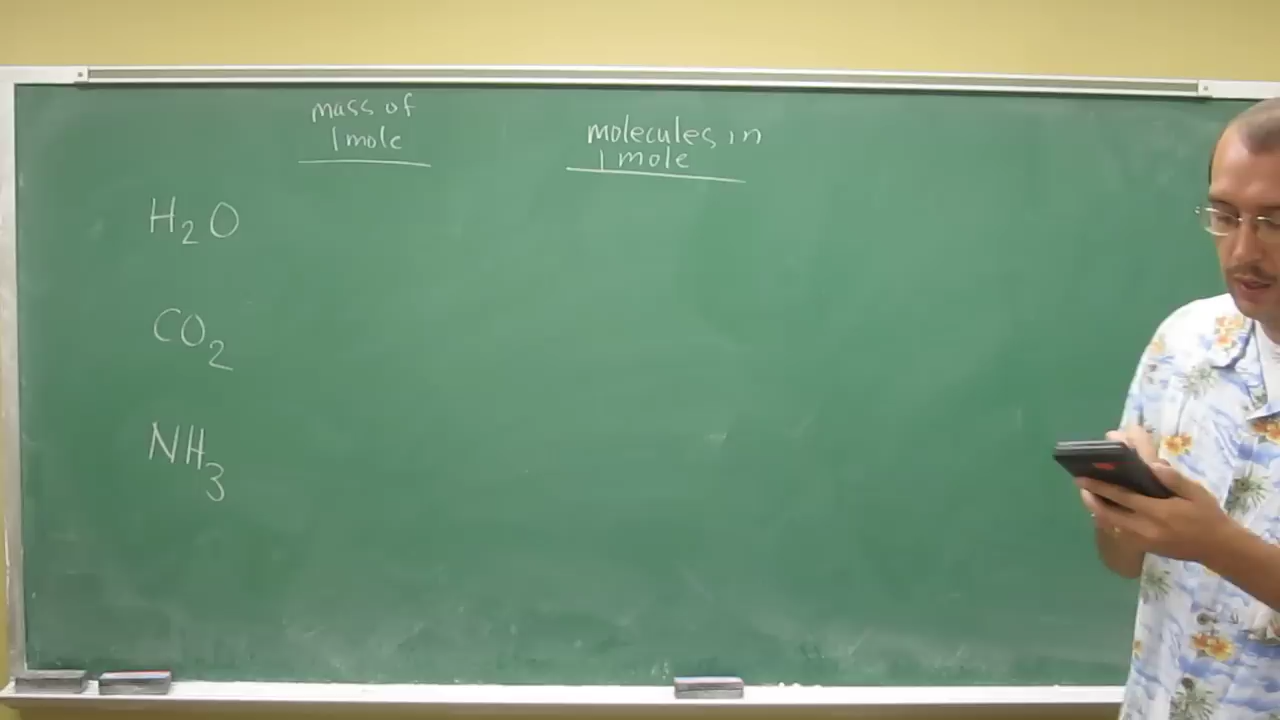 mass of
1 mole
molecules in
1 mole
H₂O
CO₂
NH₃